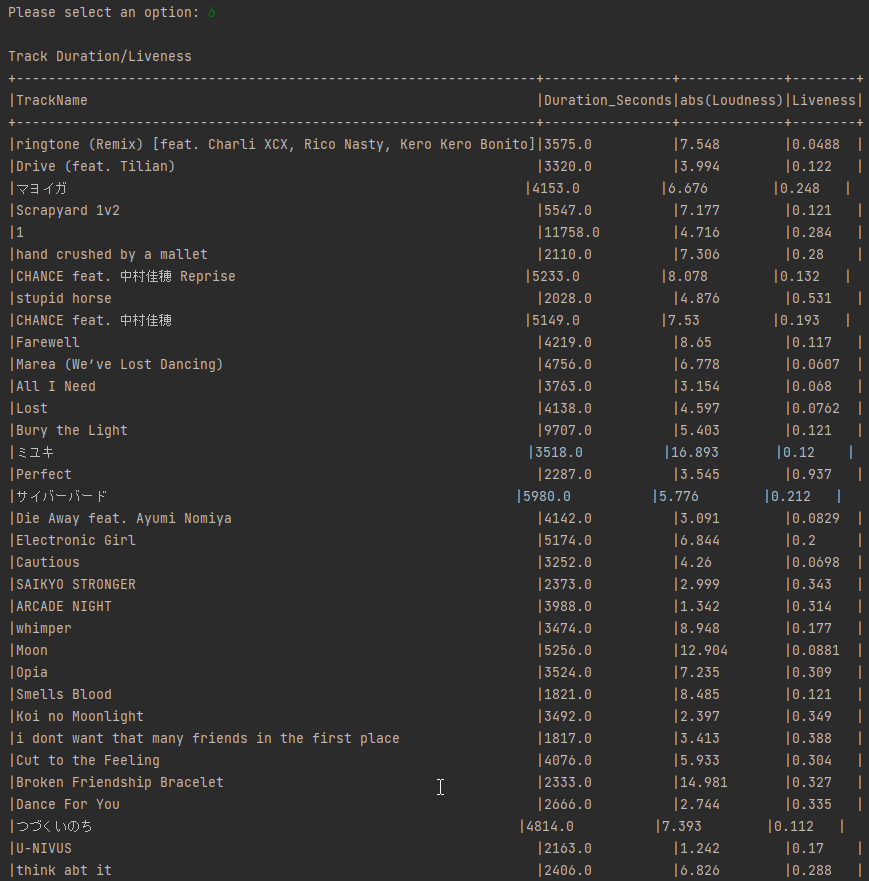 Please select an option: 6
Track Duration/Liveness
+-----------------------------------------------------------------+----------------+-------------+--------+
|TrackName                                                        |Duration_Seconds|abs(Loudness)|Liveness|
+-----------------------------------------------------------------+----------------+-------------+--------+
|ringtone (Remix) [feat. Charli XCX, Rico Nasty, Kero Kero Bonito]|3575.0          |7.548        |0.0488  |
|Drive (feat. Tilian)                                             |3320.0          |3.994        |0.122   |
|マヨイガ                                                             |4153.0          |6.676        |0.248   |
|Scrapyard 1v2                                                    |5547.0          |7.177        |0.121   |
|1                                                                |11758.0         |4.716        |0.284   |
|hand crushed by a mallet                                         |2110.0          |7.306        |0.28    |
|CHANCE feat. 中村佳穂 Reprise                                        |5233.0          |8.078        |0.132   |
|stupid horse                                                     |2028.0          |4.876        |0.531   |
|CHANCE feat. 中村佳穂                                                |5149.0          |7.53         |0.193   |
|Farewell                                                         |4219.0          |8.65         |0.117   |
|Marea (We’ve Lost Dancing)                                       |4756.0          |6.778        |0.0607  |
|All I Need                                                       |3763.0          |3.154        |0.068   |
|Lost                                                             |4138.0          |4.597        |0.0762  |
|Bury the Light                                                   |9707.0          |5.403        |0.121   |
|ミユキ                                                              |3518.0          |16.893       |0.12    |
|Perfect                                                          |2287.0          |3.545        |0.937   |
|サイバーバード                                                          |5980.0          |5.776        |0.212   |
|Die Away feat. Ayumi Nomiya                                      |4142.0          |3.091        |0.0829  |
|Electronic Girl                                                  |5174.0          |6.844        |0.2     |
|Cautious                                                         |3252.0          |4.26         |0.0698  |
|SAIKYO STRONGER                                                  |2373.0          |2.999        |0.343   |
|ARCADE NIGHT                                                     |3988.0          |1.342        |0.314   |
|whimper                                                          |3474.0          |8.948        |0.177   |
|Moon                                                             |5256.0          |12.904       |0.0881  |
|Opia                                                             |3524.0          |7.235        |0.309   |
|Smells Blood                                                     |1821.0          |8.485        |0.121   |
|Koi no Moonlight                                                 |3492.0          |2.397        |0.349   |
|i dont want that many friends in the first place                 |1817.0          |3.413        |0.388   |
|Cut to the Feeling                                               |4076.0          |5.933        |0.304   |
|Broken Friendship Bracelet                                       |2333.0          |14.981       |0.327   |
|Dance For You                                                    |2666.0          |2.744        |0.335   |
|つづくいのち                                                           |4814.0          |7.393        |0.112   |
|U-NIVUS                                                          |2163.0          |1.242        |0.17    |
|think abt it                                                     |2406.0          |6.826        |0.288   |